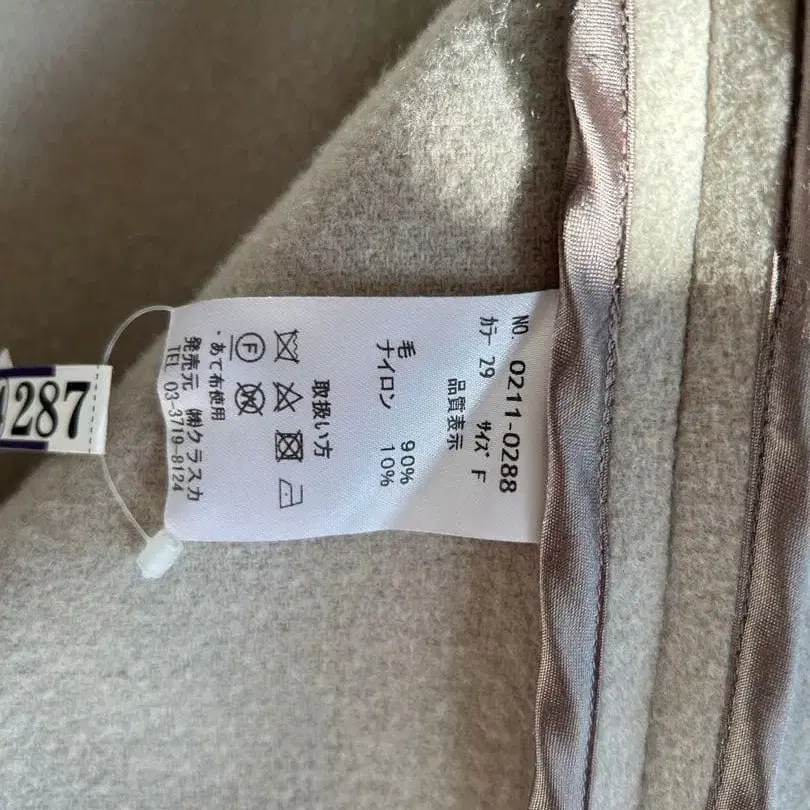 NO. 0211-0288
ｶﾗｰ 29 ｻｲｽﾞ F
品質表示
毛 90%
ナイロン 10%
取扱い方
F
・あて布使用
発売元 ㈱クラスカ
TEL 03-3719-8124
287